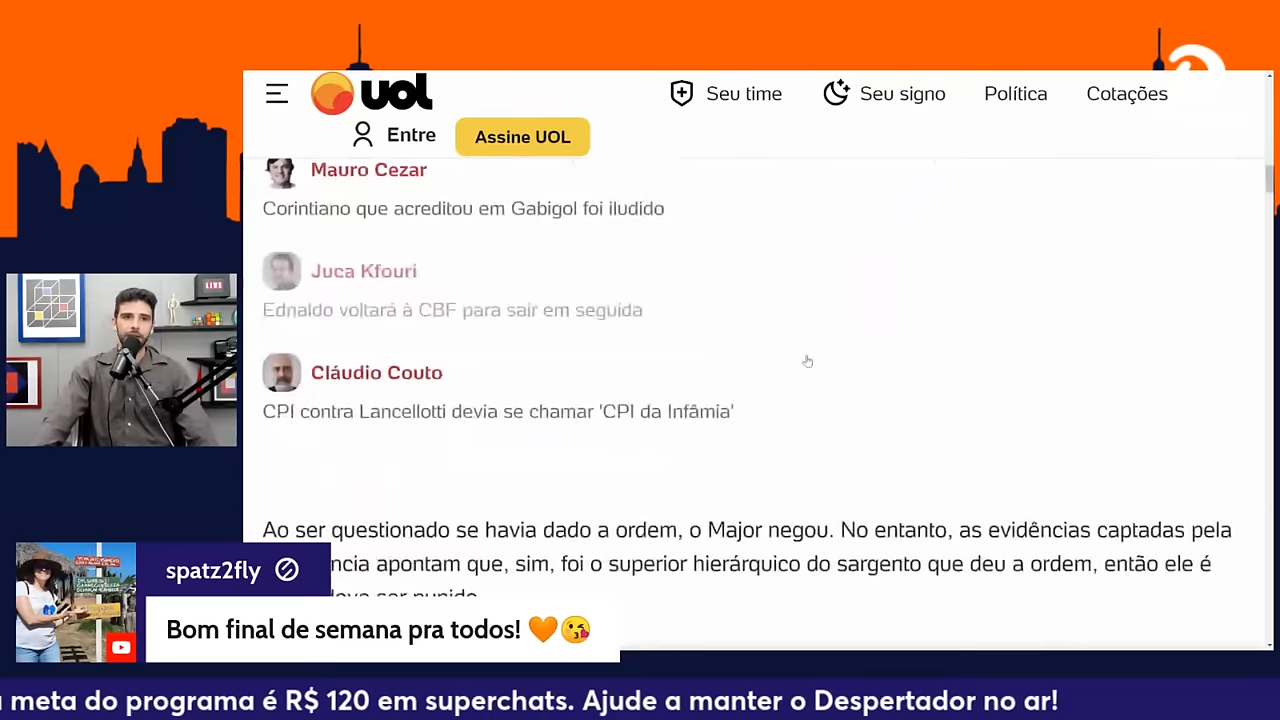 uol
Seu time
Seu signo
Política
Cotações
Entre
Assine UOL
Mauro Cezar
Corintiano que acreditou em Gabigol foi iludido
Juca Kfouri
Ednaldo voltará à CBF para sair em seguida
Cláudio Couto
CPI contra Lancellotti devia se chamar 'CPI da Infâmia'
Ao ser questionado se havia dado a ordem, o Major negou. No entanto, as evidências captadas pela
apontam que, sim, foi o superior hierárquico do sargento que deu a ordem, então ele é
LIVE
spatz2fly
Bom final de semana pra todos! 🧡😘
meta do programa é R$ 120 em superchats. Ajude a manter o Despertador no ar!